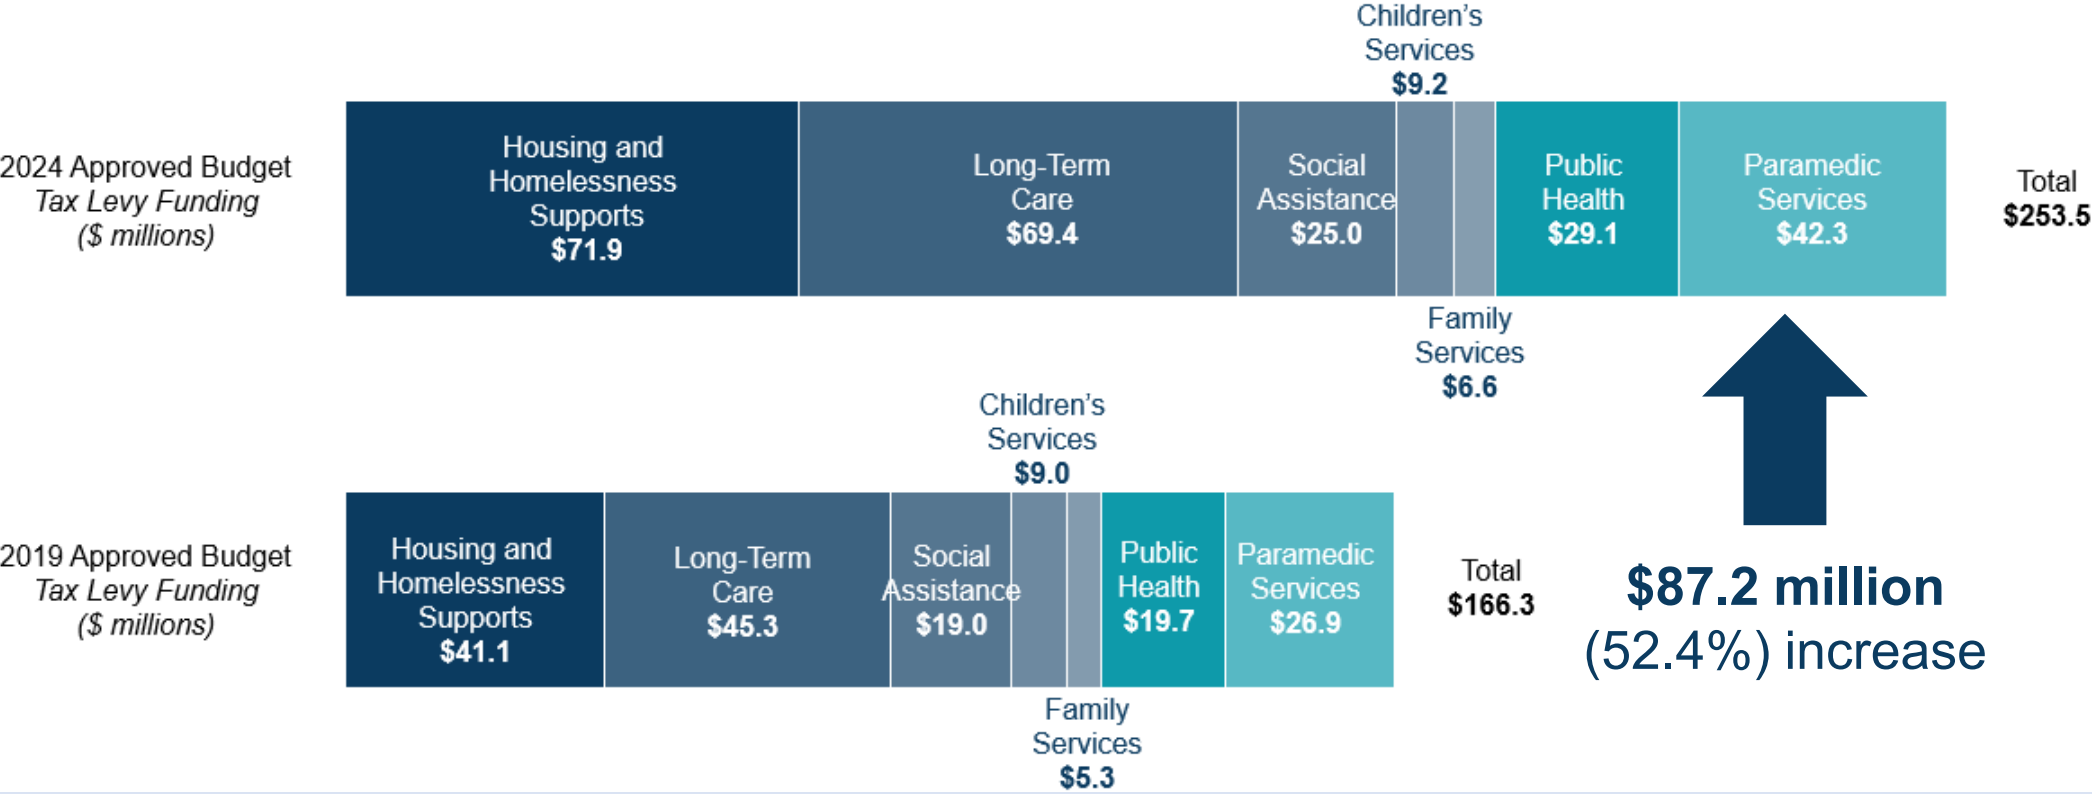 Children's
Services
$9.2
2024 Approved Budget
Tax Levy Funding
($ millions)
Housing and
Homelessness
Supports
$71.9
Long-Term
Care
$69.4
Social
Assistance
$25.0
Public
Health
$29.1
Paramedic
Services
$42.3
Total
$253.5
Family
Services
$6.6
Children's
Services
$9.0
2019 Approved Budget
Tax Levy Funding
($ millions)
Housing and
Homelessness
Supports
$41.1
Long-Term
Care
$45.3
Social
Assistance
$19.0
Public
Health
$19.7
Paramedic
Services
$26.9
Total
$166.3
$87.2 million
(52.4%) increase
Family
Services
$5.3